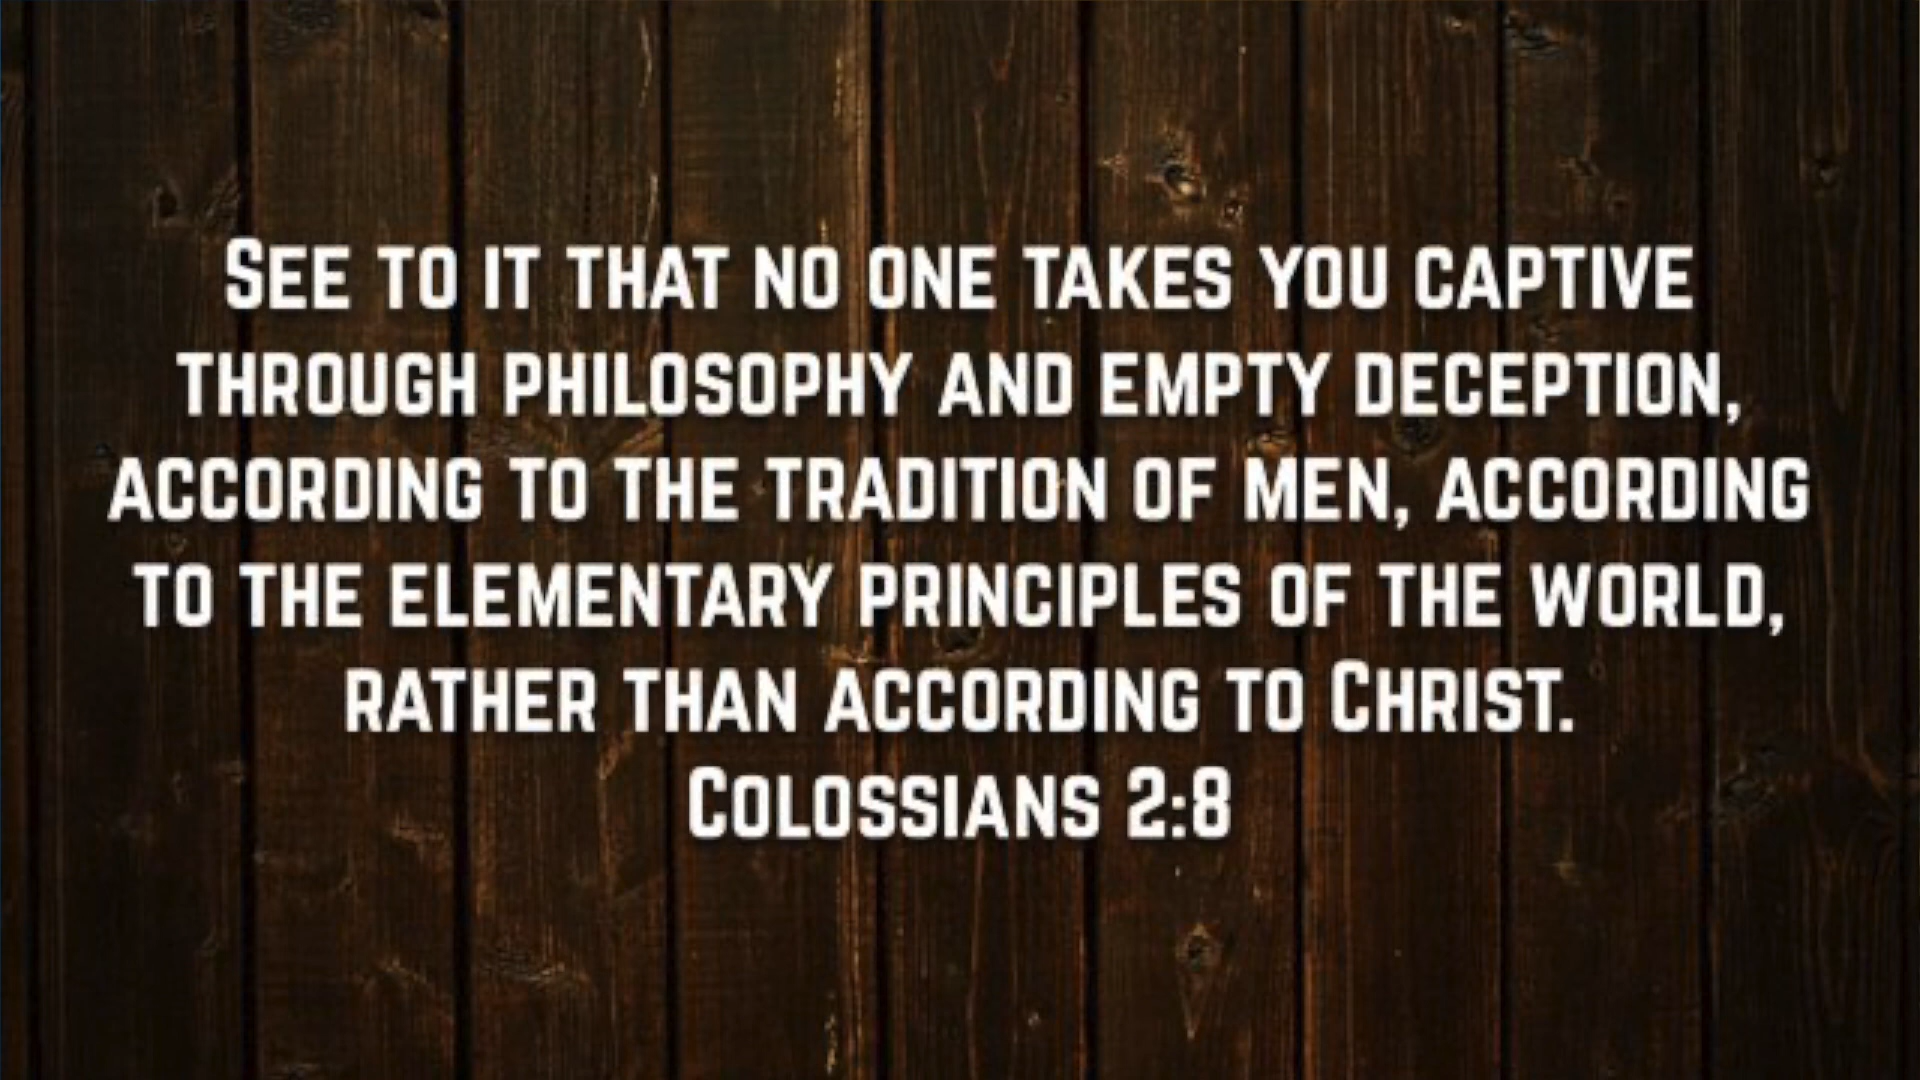 See to it that no one takes you captive
through philosophy and empty deception,
according to the tradition of men, according
to the elementary principles of the world,
rather than according to Christ.
Colossians 2:8